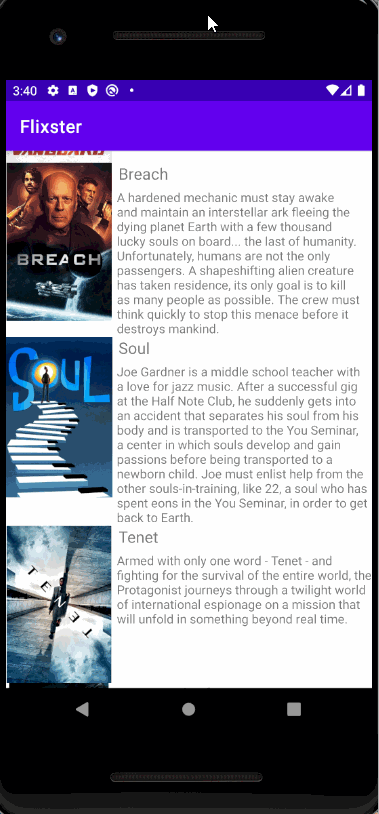 3:40
Flixster
Breach
A hardened mechanic must stay awake
and maintain an interstellar ark fleeing the
dying planet Earth with a few thousand
lucky souls on board... the last of humanity.
Unfortunately, humans are not the only
passengers. A shapeshifting alien creature
has taken residence, its only goal is to kill
as many people as possible. The crew must
think quickly to stop this menace before it
destroys mankind.
BREACH
Soul
Joe Gardner is a middle school teacher with
a love for jazz music. After a successful gig
at the Half Note Club, he suddenly gets into
an accident that separates his soul from his
body and is transported to the You Seminar,
a center in which souls develop and gain
passions before being transported to a
newborn child. Joe must enlist help from the
other souls-in-training, like 22, a soul who has
spent eons in the You Seminar, in order to get
back to Earth.
SOUL
Tenet
Armed with only one word - Tenet - and
fighting for the survival of the entire world, the
Protagonist journeys through a twilight world
of international espionage on a mission that
will unfold in something beyond real time.
TENET